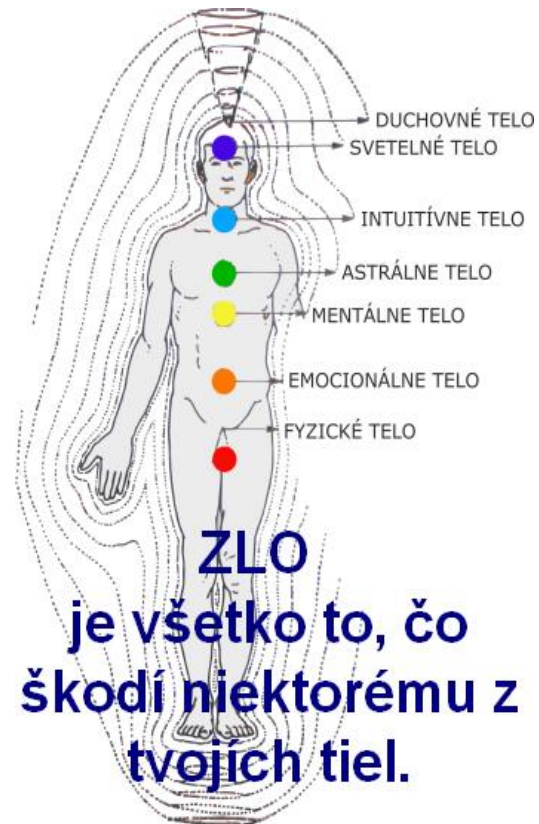 DUCHOVNÉ TELO
SVETELNÉ TELO
INTUITÍVNE TELO
ASTRÁLNE TELO
MENTÁLNE TELO
EMOCIONÁLNE TELO
FYZICKÉ TELO
ZLO
je všetko to, čo
škodí niektorému z
tvojích tiel.